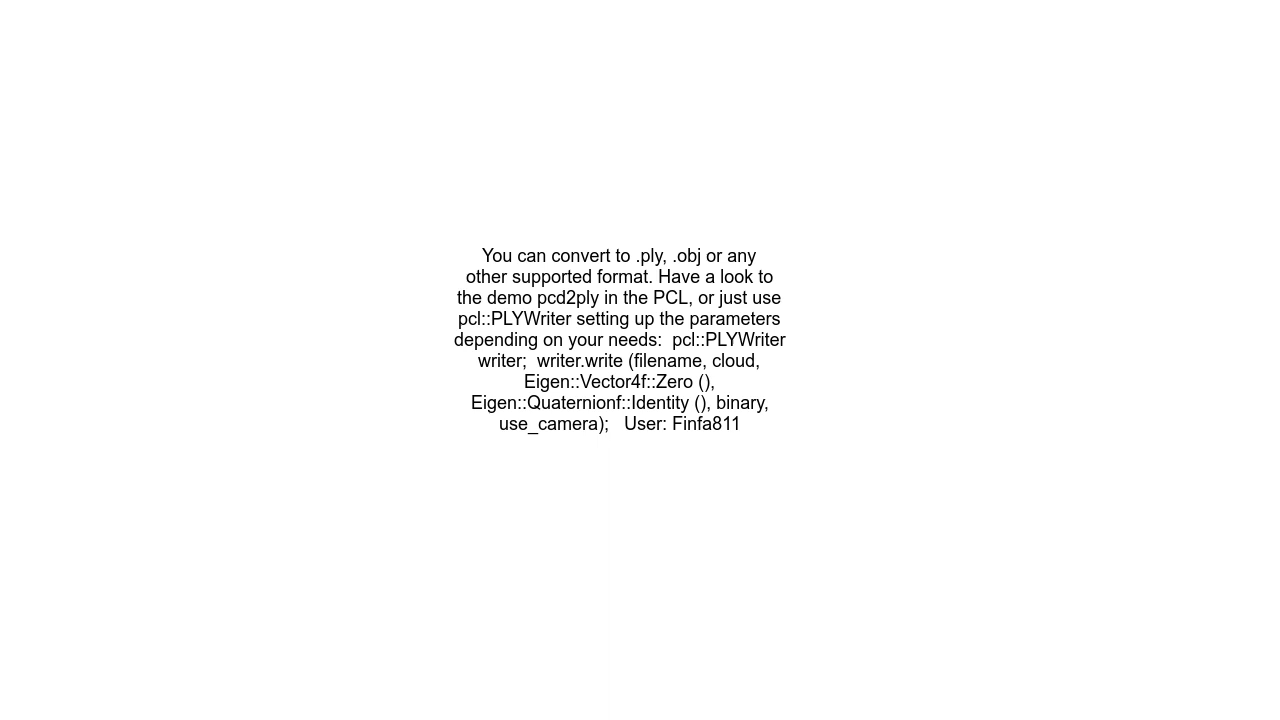 You can convert to .ply, .obj or any
other supported format. Have a look to
the demo pcd2ply in the PCL, or just use
pcl::PLYWriter setting up the parameters
depending on your needs:  pcl::PLYWriter
writer;  writer.write (filename, cloud,
Eigen::Vector4f::Zero (),
Eigen::Quaternionf::Identity (), binary,
use_camera);   User: Finfa811